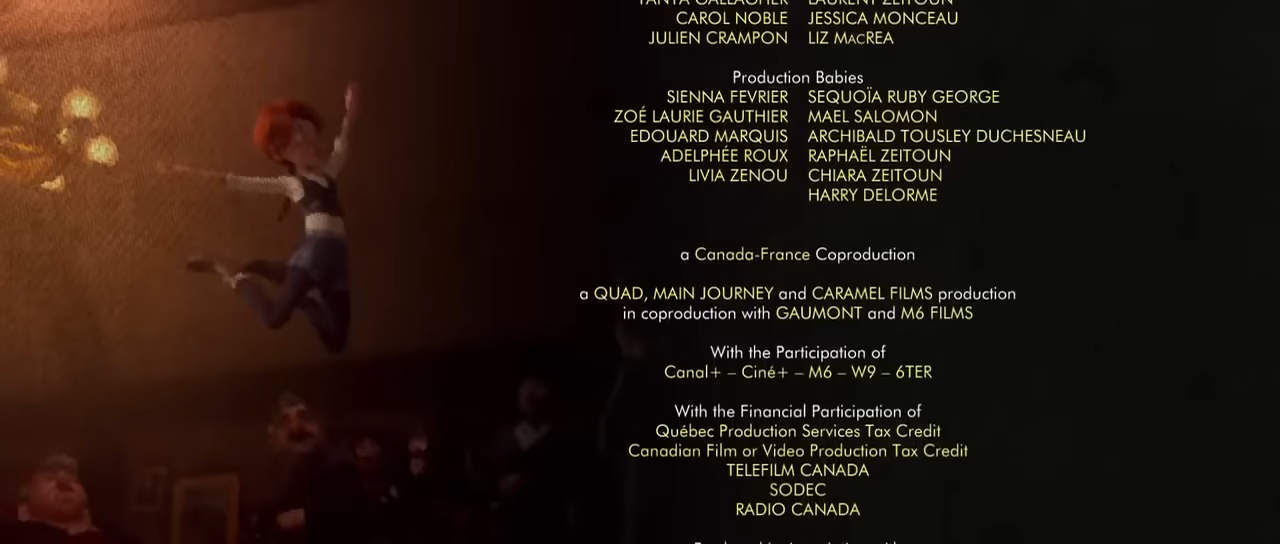 CAROL NOBLE JESSICA MONCEAU
JULIEN CRAMPON LIZ MACREA
Production Babies
SIENNA FEVRIER SEQUOÏA RUBY GEORGE
ZOÉ LAURIE GAUTHIER MAEL SALOMON
EDOUARD MARQUIS ARCHIBALD TOUSLEY DUCHESNEAU
ADELPHÉE ROUX RAPHAËL ZEITOUN
LIVIA ZENOU CHIARA ZEITOUN
HARRY DELORME
a Canada-France Coproduction
a QUAD, MAIN JOURNEY and CARAMEL FILMS production
in coproduction with GAUMONT and M6 FILMS
With the Participation of
Canal+ – Ciné+ – M6 – W9 – 6TER
With the Financial Participation of
Québec Production Services Tax Credit
Canadian Film or Video Production Tax Credit
TELEFILM CANADA
SODEC
RADIO CANADA